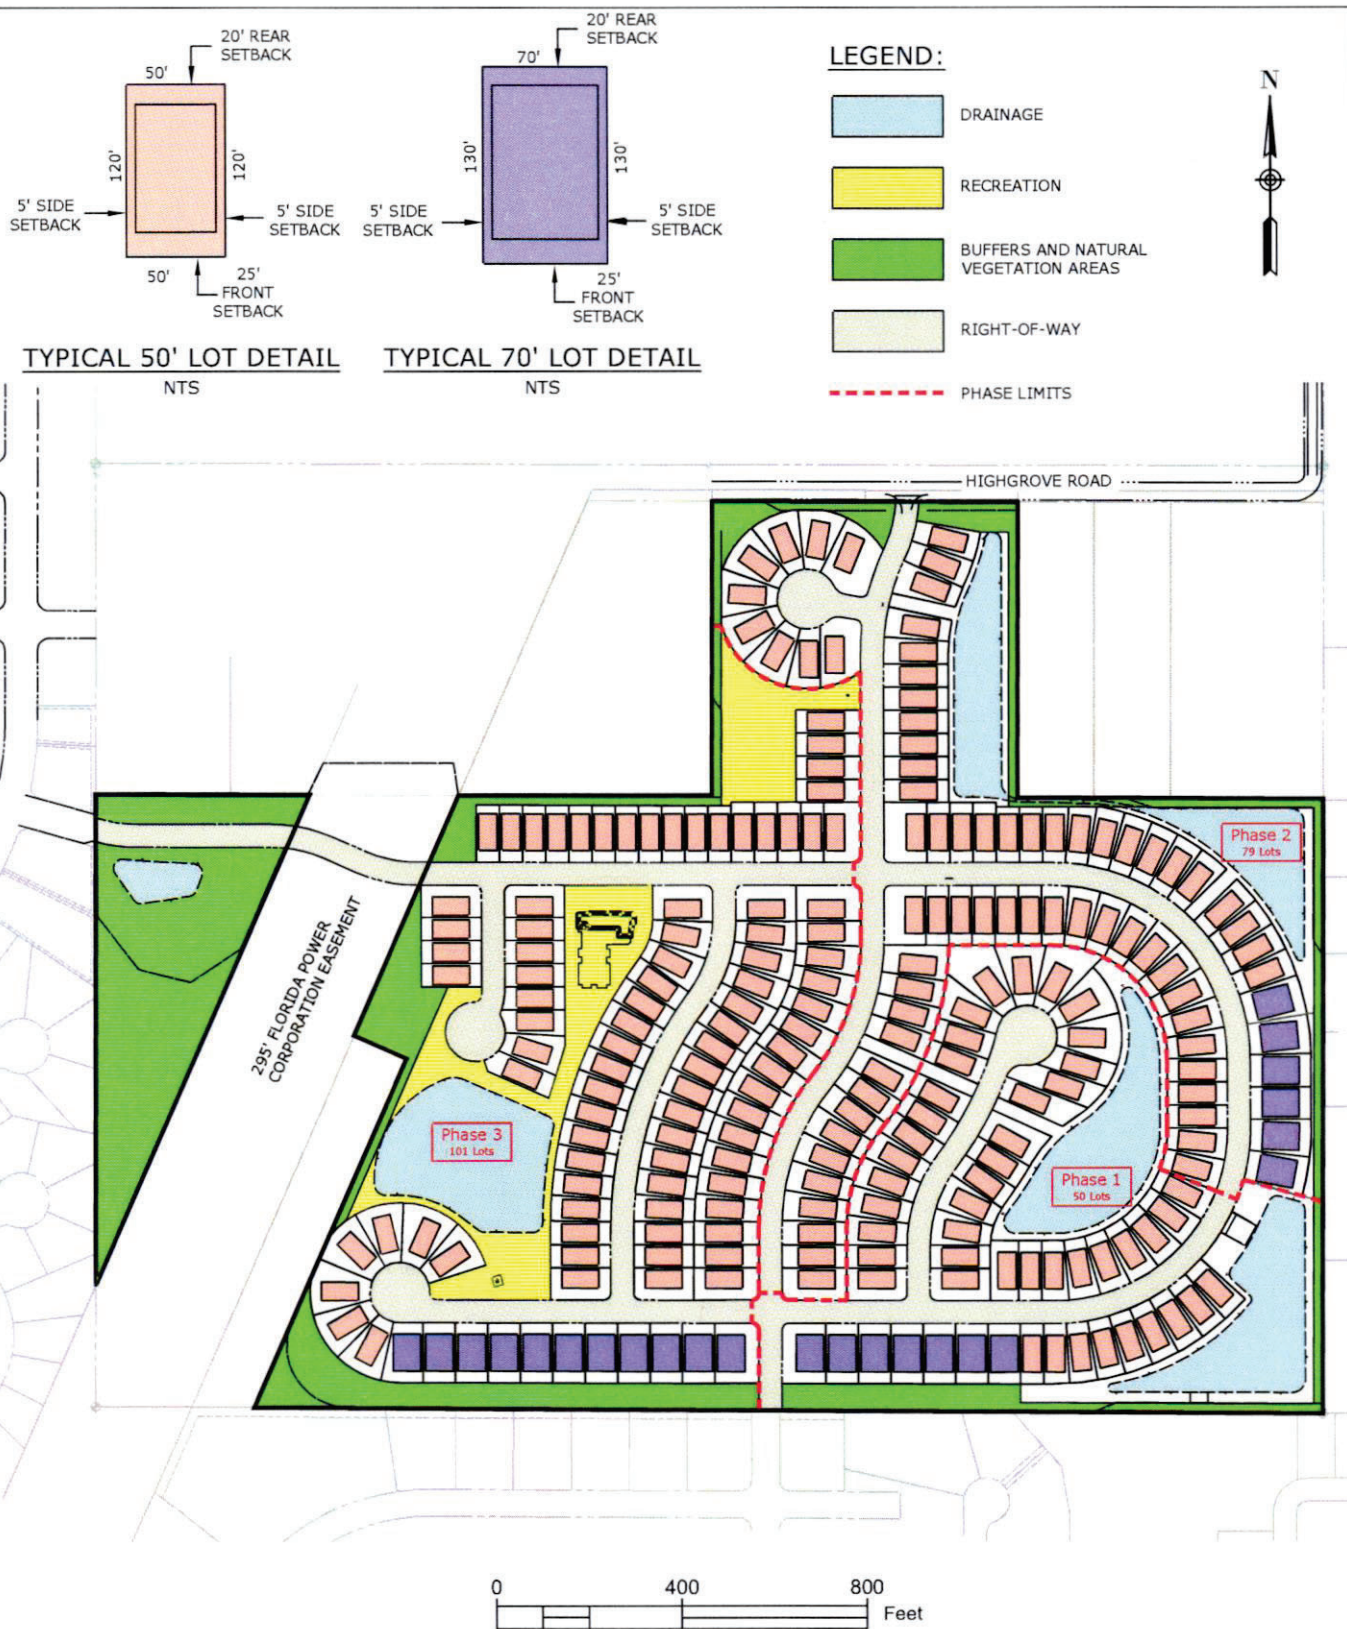 20' REAR
SETBACK
50'
120'
120'
5' SIDE
SETBACK
5' SIDE
SETBACK
50'
25'
FRONT
SETBACK
TYPICAL 50' LOT DETAIL
NTS
20' REAR
SETBACK
70'
130'
130'
5' SIDE
SETBACK
5' SIDE
SETBACK
25'
FRONT
SETBACK
TYPICAL 70' LOT DETAIL
NTS
LEGEND:
DRAINAGE
RECREATION
BUFFERS AND NATURAL
VEGETATION AREAS
RIGHT-OF-WAY
PHASE LIMITS
N
HIGHGROVE ROAD
Phase 2
79 Lots
295' FLORIDA POWER
CORPORATION EASEMENT
Phase 3
101 Lots
Phase 1
50 Lots
0
400
800
Feet